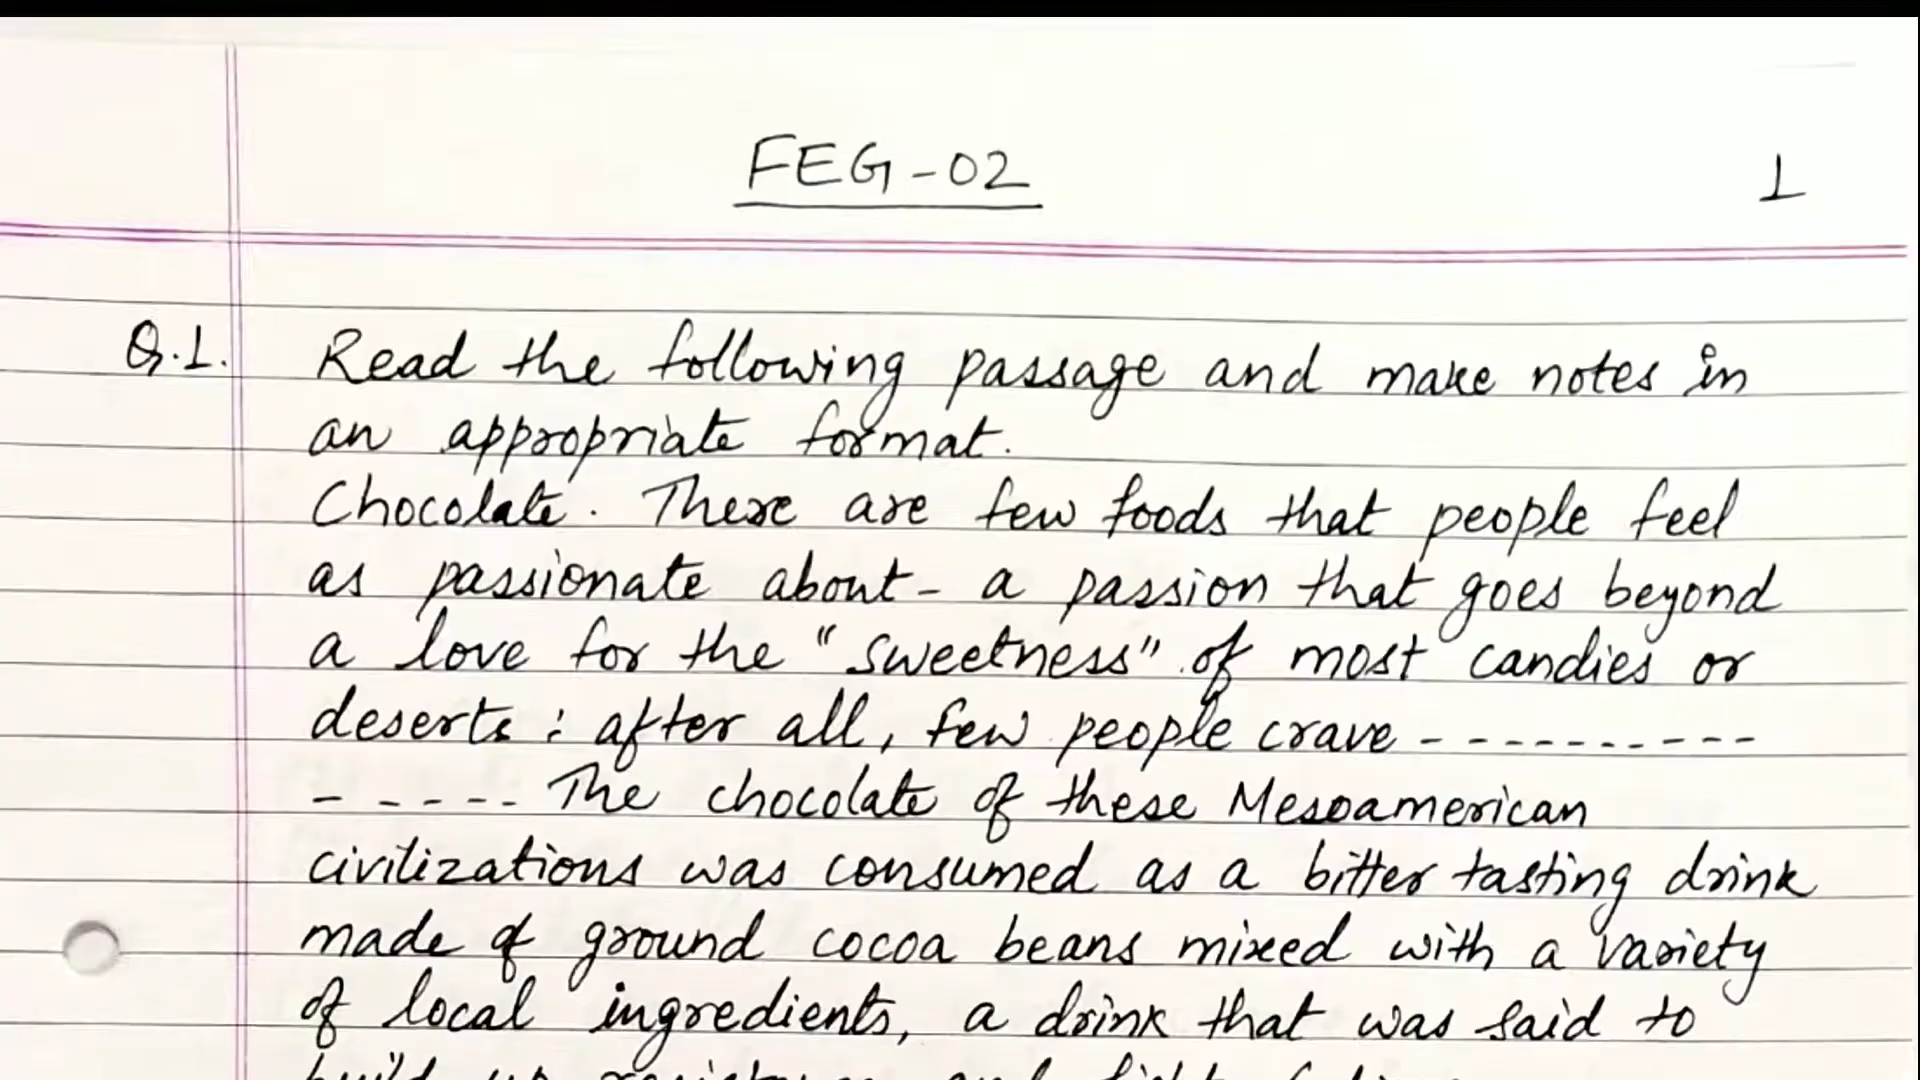 FEG-02
1
Q.1. Read the following passage and make notes in
an appropriate format.
Chocolate. There are few foods that people feel
as passionate about - a passion that goes beyond
a love for the "sweetness" of most candies or
deserts : after all, few people crave - - - - - - - - - -
- - - - - The chocolate of these Mesoamerican
civilizations was consumed as a bitter tasting drink
made of ground cocoa beans mixed with a variety
of local ingredients, a drink that was said to
build up